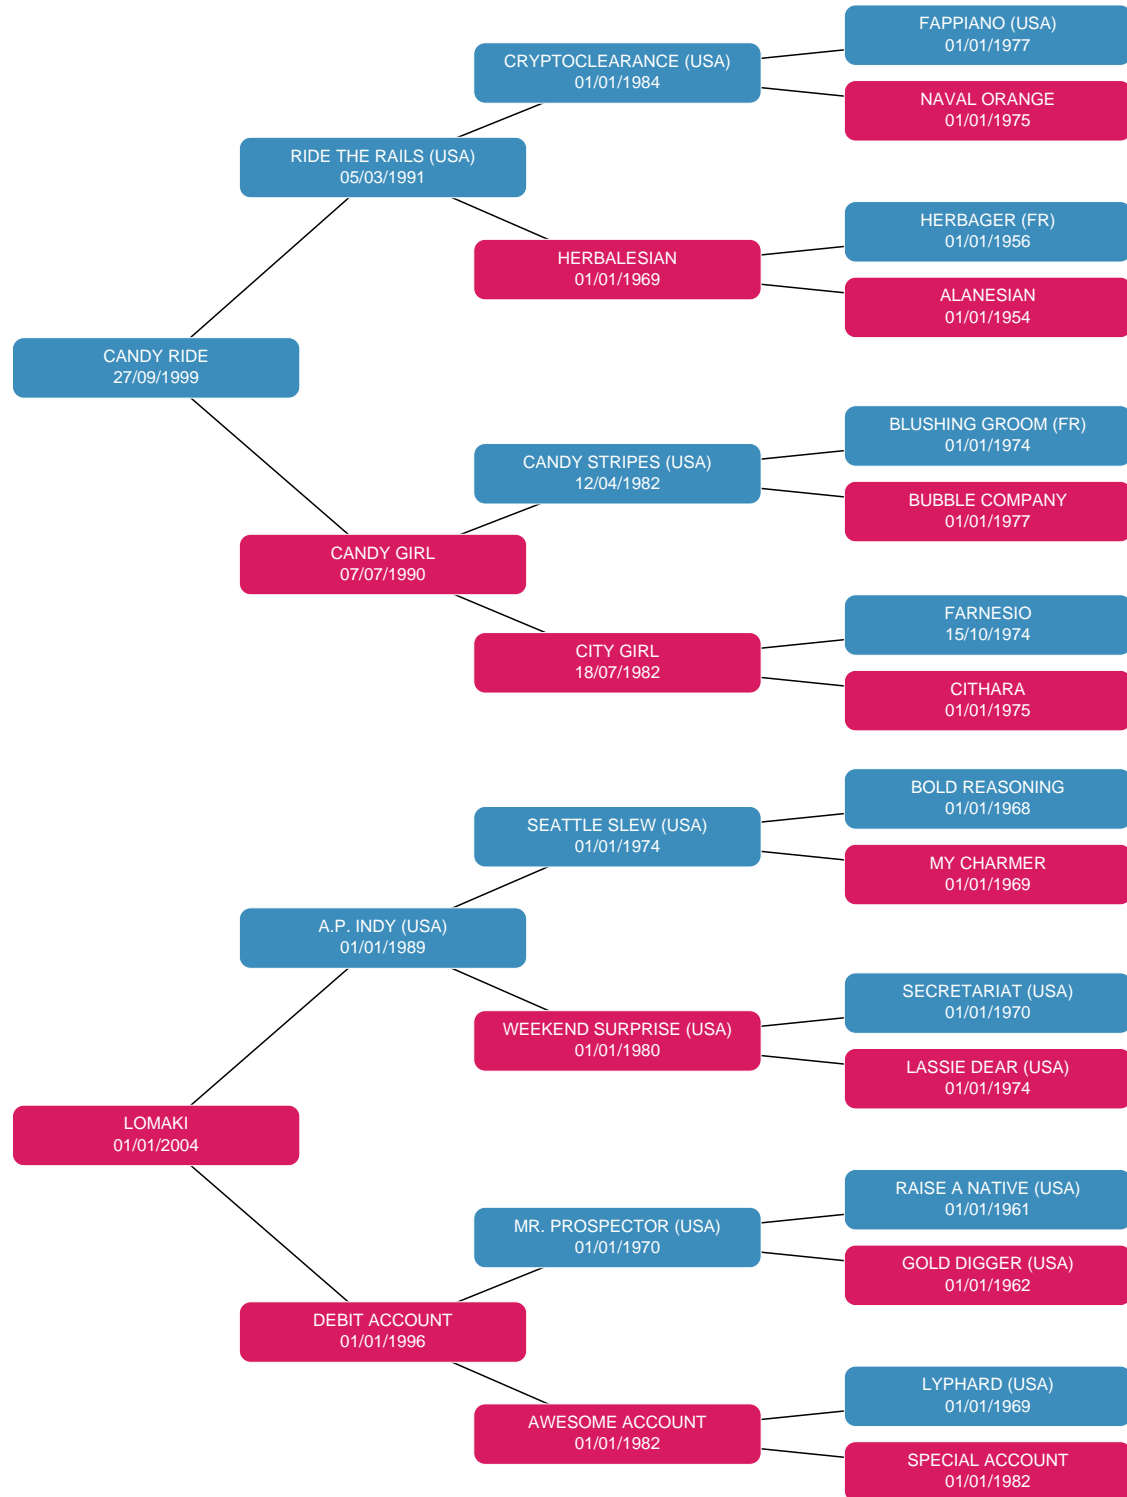 FAPPIANO (USA)
01/01/1977
CRYPTOCLEARANCE (USA)
01/01/1984
NAVAL ORANGE
01/01/1975
RIDE THE RAILS (USA)
05/03/1991
HERBAGER (FR)
01/01/1956
HERBALESIAN
01/01/1969
ALANESIAN
01/01/1954
CANDY RIDE
27/09/1999
BLUSHING GROOM (FR)
01/01/1974
CANDY STRIPES (USA)
12/04/1982
BUBBLE COMPANY
01/01/1977
CANDY GIRL
07/07/1990
FARNESIO
15/10/1974
CITY GIRL
18/07/1982
CITHARA
01/01/1975
BOLD REASONING
01/01/1968
SEATTLE SLEW (USA)
01/01/1974
MY CHARMER
01/01/1969
A.P. INDY (USA)
01/01/1989
SECRETARIAT (USA)
01/01/1970
WEEKEND SURPRISE (USA)
01/01/1980
LASSIE DEAR (USA)
01/01/1974
LOMAKI
01/01/2004
RAISE A NATIVE (USA)
01/01/1961
MR. PROSPECTOR (USA)
01/01/1970
GOLD DIGGER (USA)
01/01/1962
DEBIT ACCOUNT
01/01/1996
LYPHARD (USA)
01/01/1969
AWESOME ACCOUNT
01/01/1982
SPECIAL ACCOUNT
01/01/1982